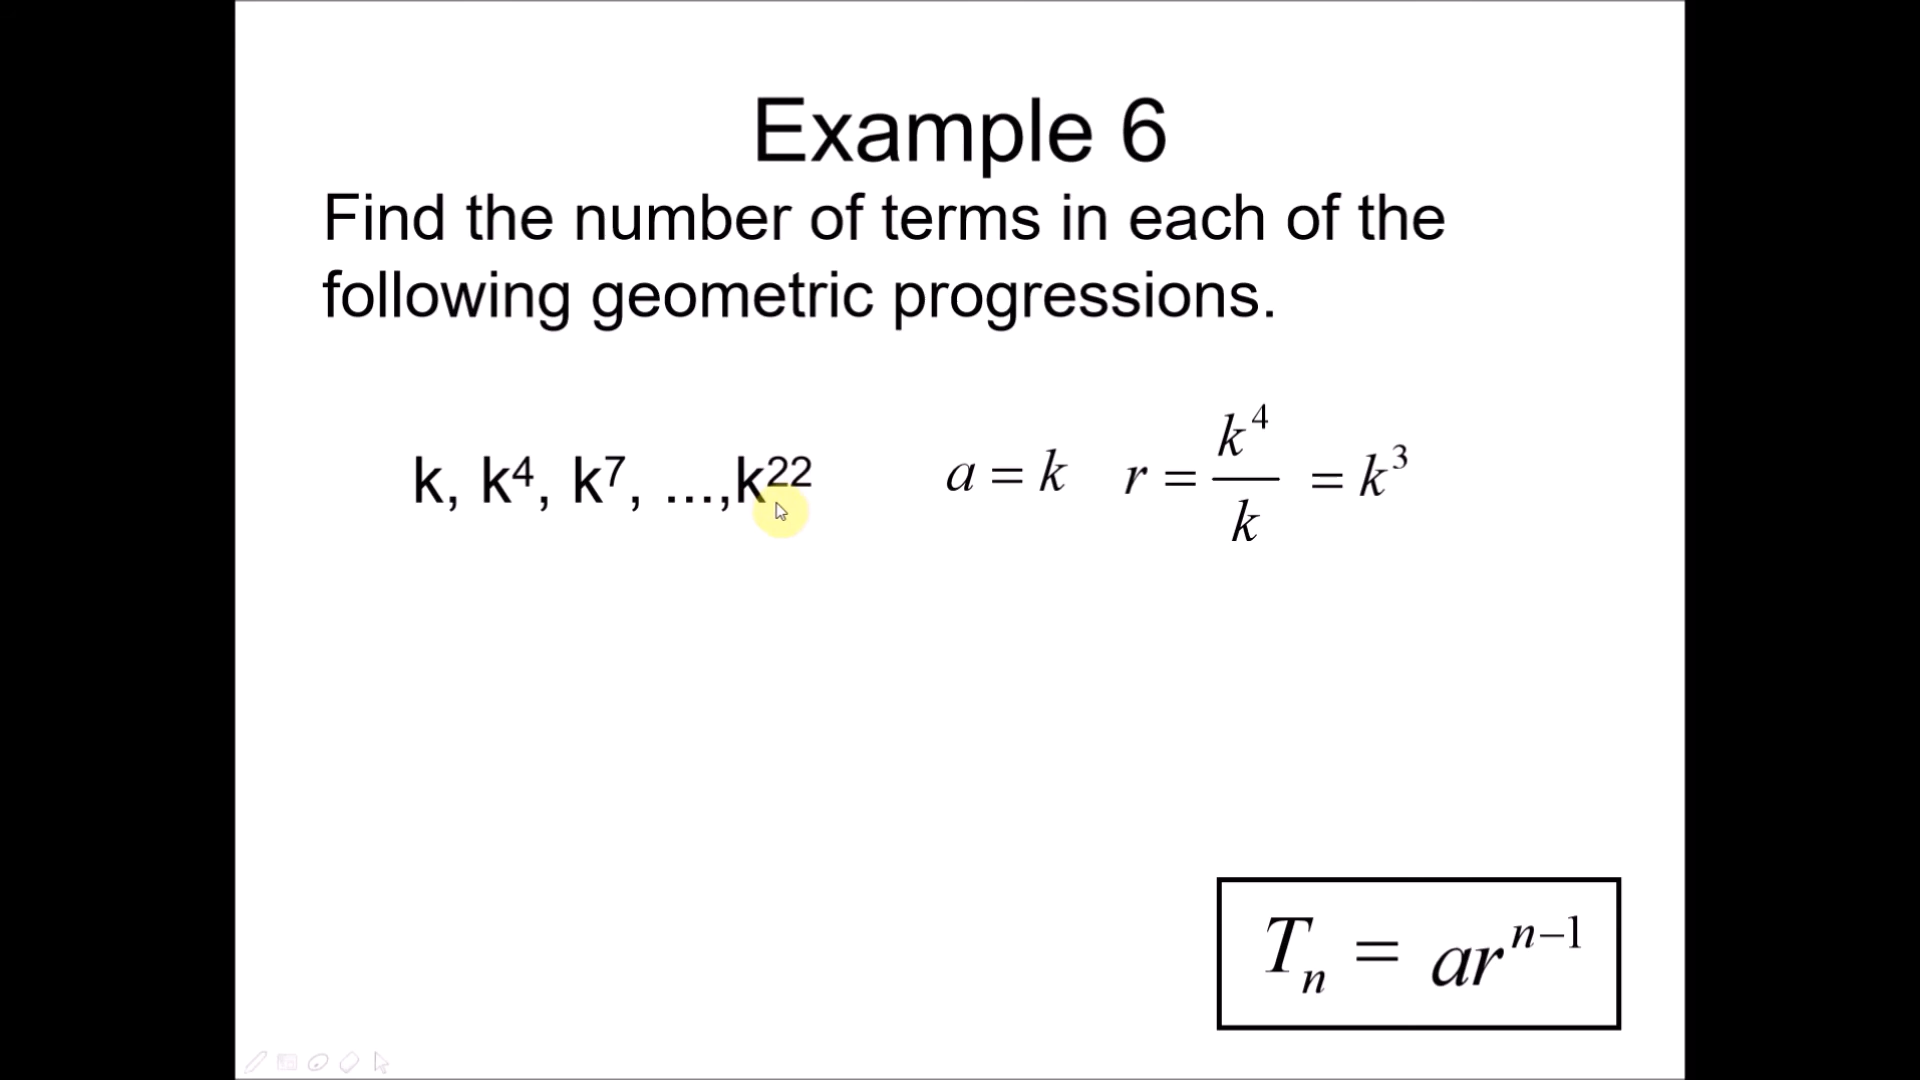 Example 6
Find the number of terms in each of the
following geometric progressions.
k, k⁴, k⁷, ...,k²² a = k r = k⁴/k = k³
Tₙ = arⁿ⁻¹